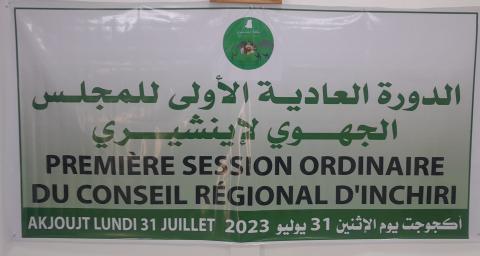 الدورة العادية الأولى للمجلس
الجهوي لإينشيري
PREMIÈRE SESSION ORDINAIRE
DU CONSEIL RÉGIONAL D'INCHIRI
AKJOUJT LUNDI 31 JUILLET 2023 أكجوجت يوم الإثنين 31 يوليو